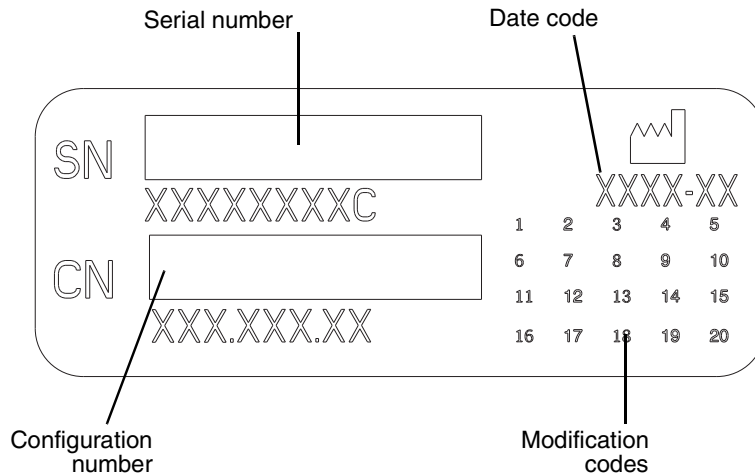 Serial number
Date code
SN
XXXXXXXXC
XXXX-XX
1 2 3 4 5
CN
6 7 8 9 10
11 12 13 14 15
XXX.XXX.XX
16 17 18 19 20
Configuration
number
Modification
codes